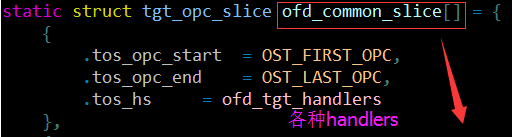 static struct tgt_opc_slice ofd_common_slice[] = {
{
.tos_opc_start = OST_FIRST_OPC,
.tos_opc_end = OST_LAST_OPC,
.tos_hs = ofd_tgt_handlers
各种handlers
},